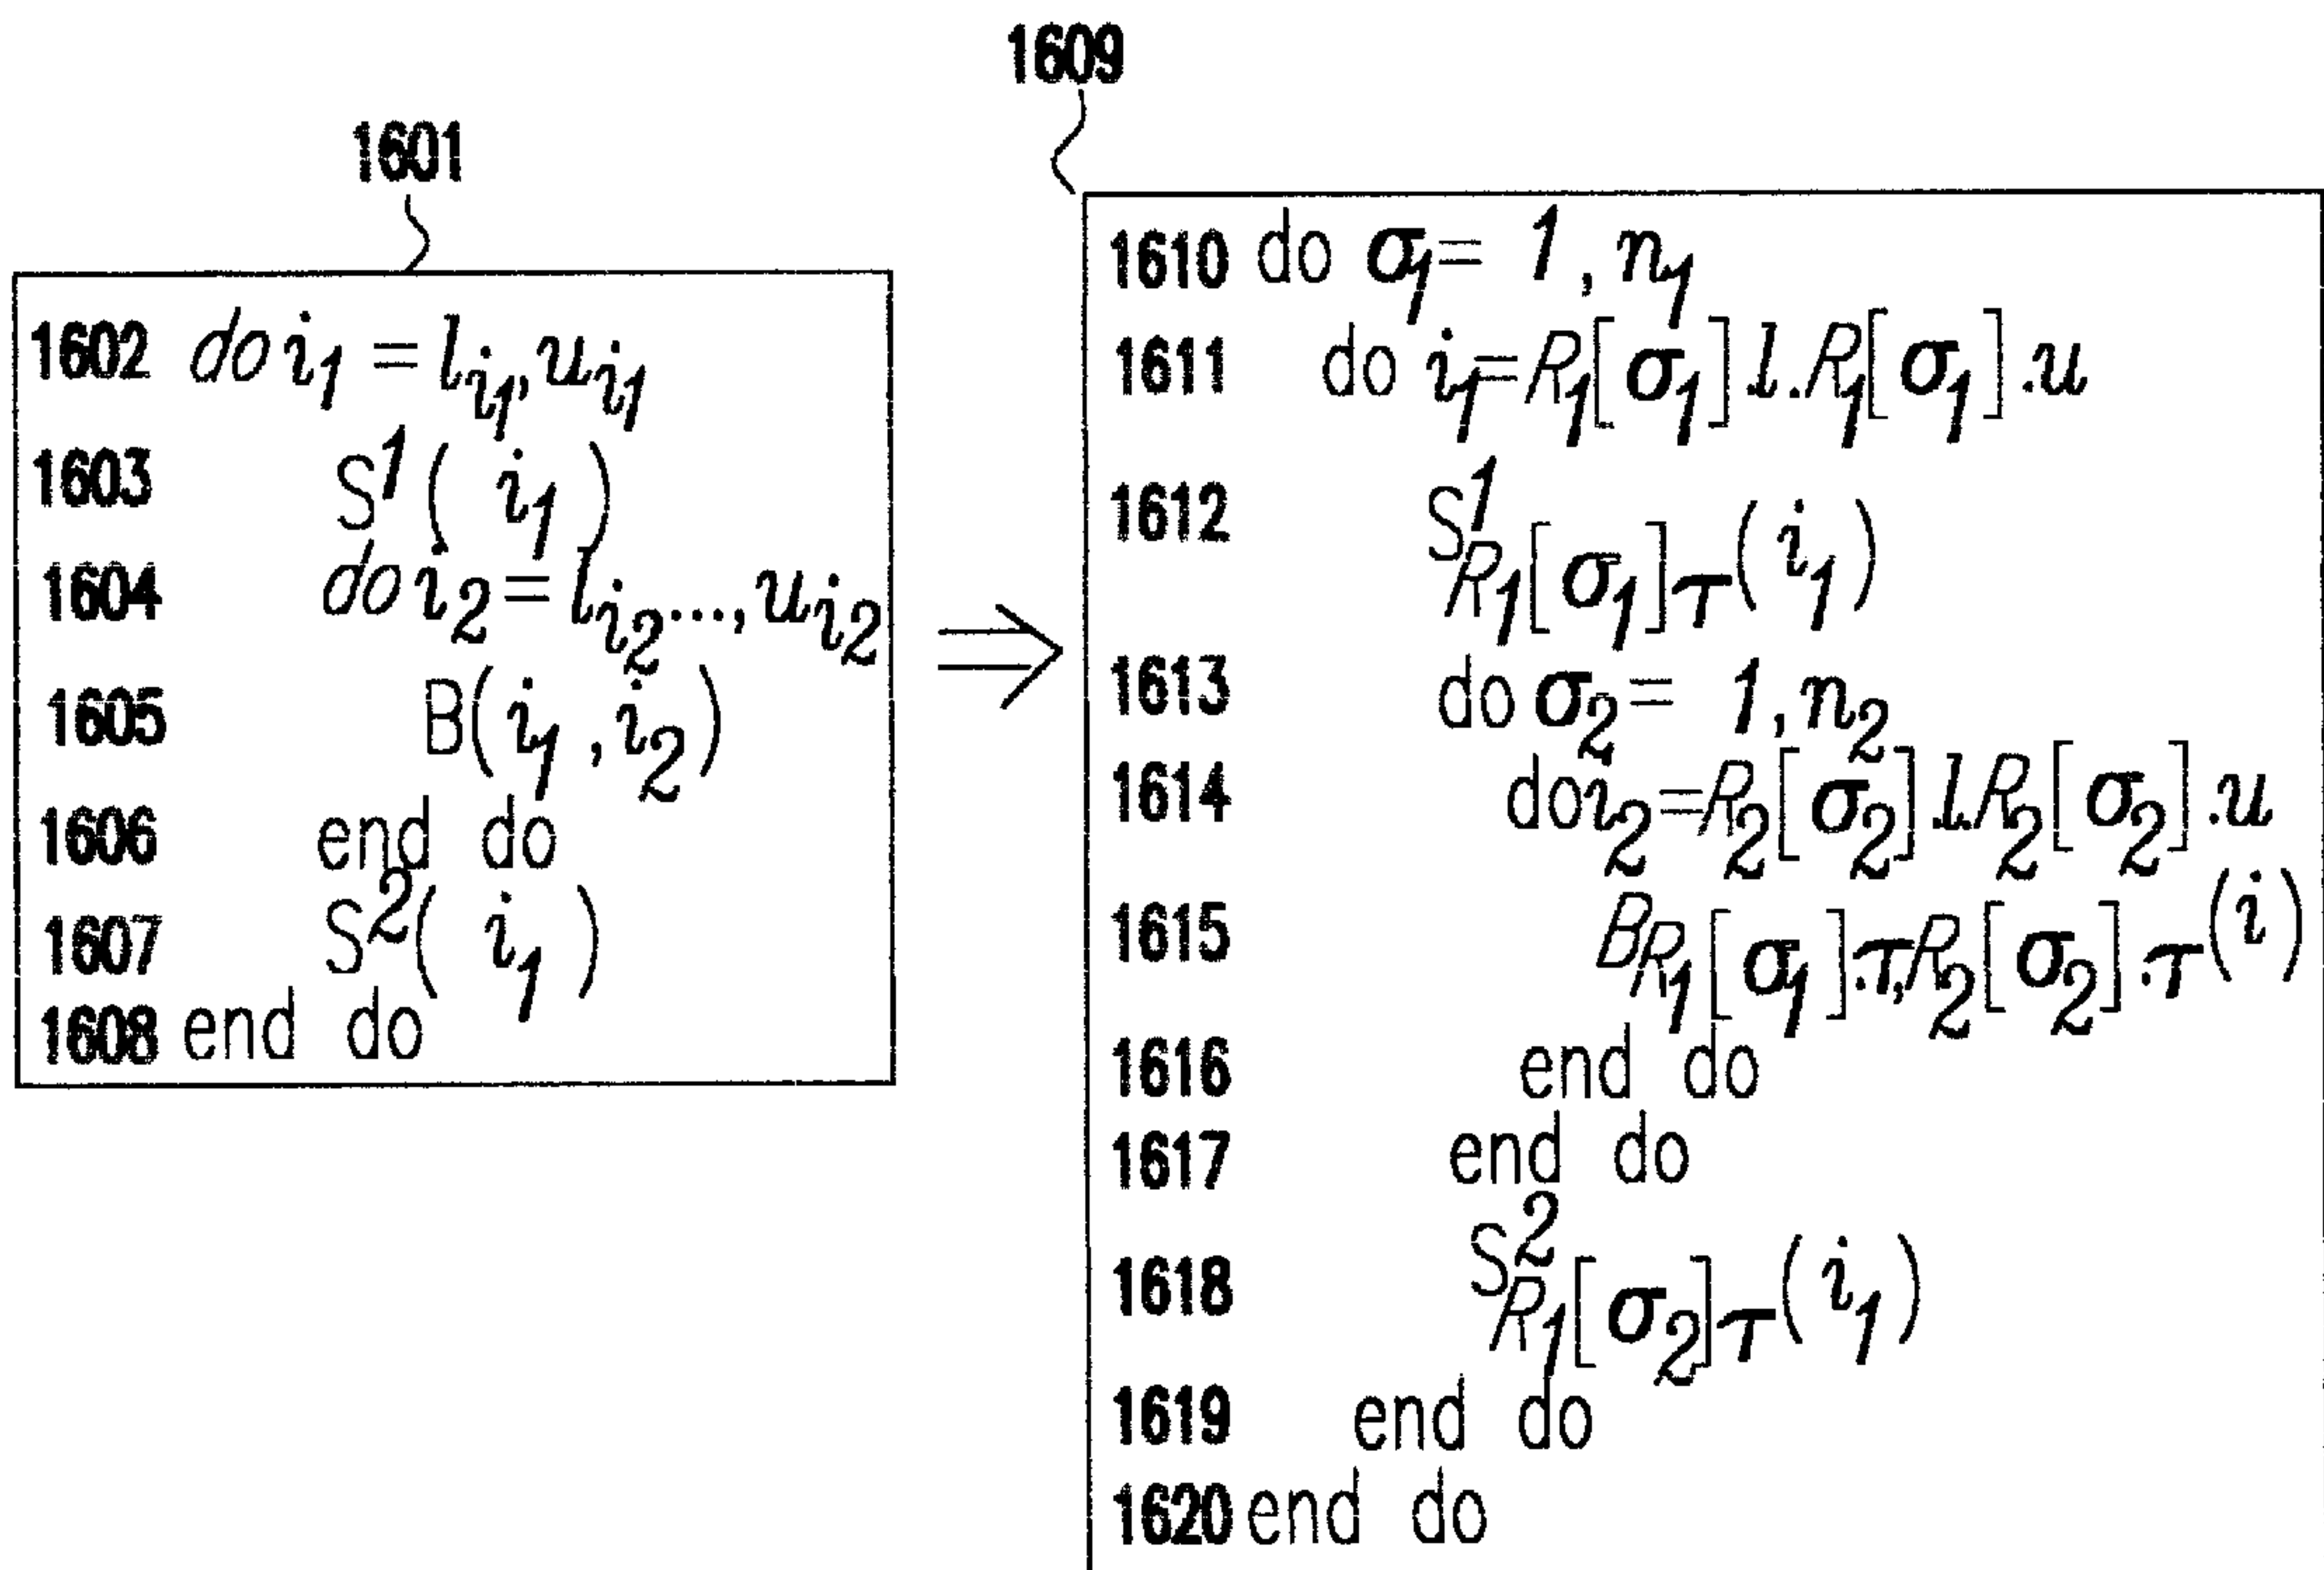 1601
1602 do i₁ = lᵢ₁, uᵢ₁
1603 S¹( i₁ )
1604 do i₂ = lᵢ₂..., uᵢ₂
1605 B( i₁ , i₂ )
1606 end do
1607 S²( i₁ )
1608 end do
⇒
1609
1610 do σ₁ = 1 , n₁
1611 do i₁ = R₁[ σ₁ ] l . R₁[ σ₁ ] .u
1612 S¹_R₁[ σ₁ ] τ ( i₁ )
1613 do σ₂ = 1 , n₂
1614 do i₂ = R₂[ σ₂ ] .l. R₂[ σ₂ ] .u
1615 B_R₁[ σ₁ ] .τ, R₂[ σ₂ ] .τ ( i )
1616 end do
1617 end do
1618 S²_R₁[ σ₂ ] τ ( i₁ )
1619 end do
1620 end do